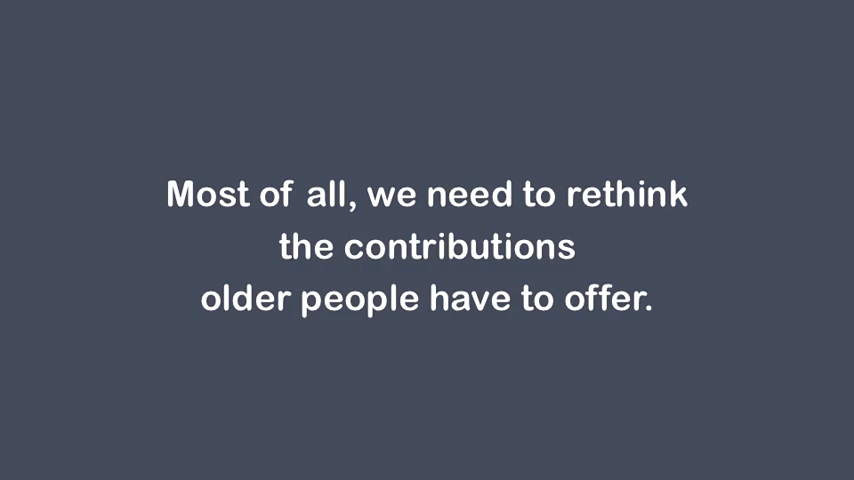 Most of all, we need to rethink
the contributions
older people have to offer.